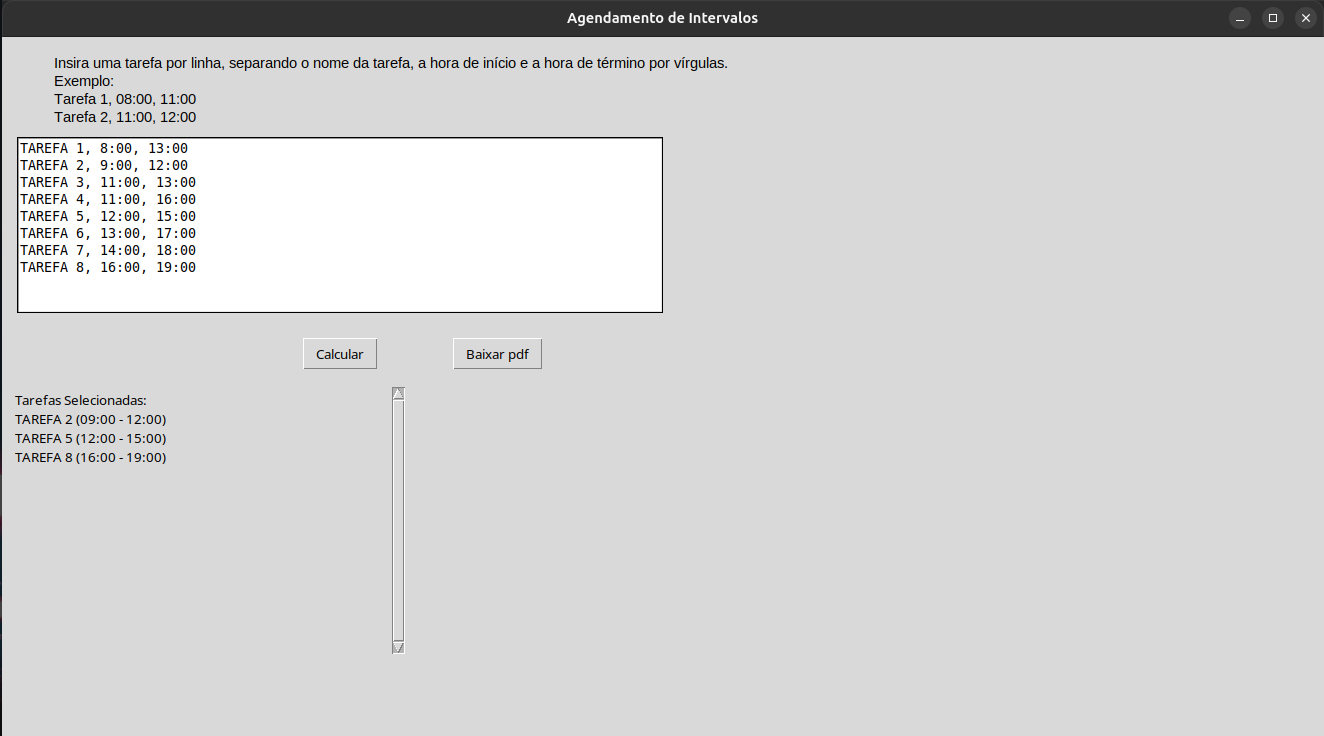 Agendamento de Intervalos
Insira uma tarefa por linha, separando o nome da tarefa, a hora de início e a hora de término por vírgulas.
Exemplo:
Tarefa 1, 08:00, 11:00
Tarefa 2, 11:00, 12:00
TAREFA 1, 8:00, 13:00
TAREFA 2, 9:00, 12:00
TAREFA 3, 11:00, 13:00
TAREFA 4, 11:00, 16:00
TAREFA 5, 12:00, 15:00
TAREFA 6, 13:00, 17:00
TAREFA 7, 14:00, 18:00
TAREFA 8, 16:00, 19:00
Calcular
Baixar pdf
Tarefas Selecionadas:
TAREFA 2 (09:00 - 12:00)
TAREFA 5 (12:00 - 15:00)
TAREFA 8 (16:00 - 19:00)